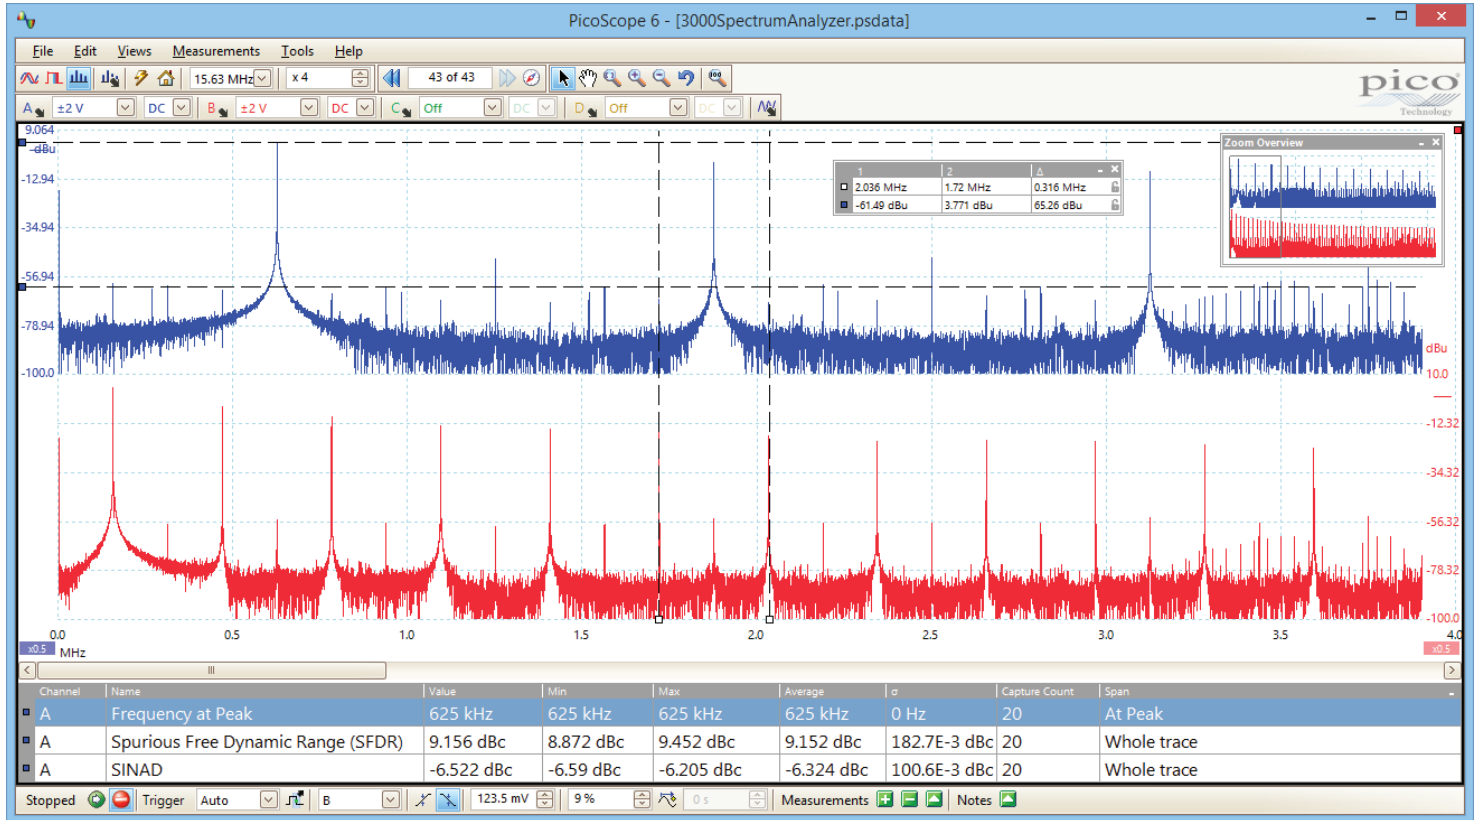 PicoScope 6 - [3000SpectrumAnalyzer.psdata]
File Edit Views Measurements Tools Help
15.63 MHz x 4 43 of 43
pico
Technology
A ±2 V DC B ±2 V DC C Off DC D Off DC
9.064
dBu
-12.94
-34.94
-56.94
-78.94
-100.0
1 2 Δ
2.036 MHz 1.72 MHz 0.316 MHz
-61.49 dBu 3.771 dBu 65.26 dBu
Zoom Overview
dBu
10.0
-12.32
-34.32
-56.32
-78.32
-100.0
0.0 0.5 1.0 1.5 2.0 2.5 3.0 3.5 4.0
x0.5 MHz x0.5
Channel Name Value Min Max Average σ Capture Count Span
A Frequency at Peak 625 kHz 625 kHz 625 kHz 625 kHz 0 Hz 20 At Peak
A Spurious Free Dynamic Range (SFDR) 9.156 dBc 8.872 dBc 9.452 dBc 9.152 dBc 182.7E-3 dBc 20 Whole trace
A SINAD -6.522 dBc -6.59 dBc -6.205 dBc -6.324 dBc 100.6E-3 dBc 20 Whole trace
Stopped Trigger Auto B 123.5 mV 9 % 0 s Measurements Notes